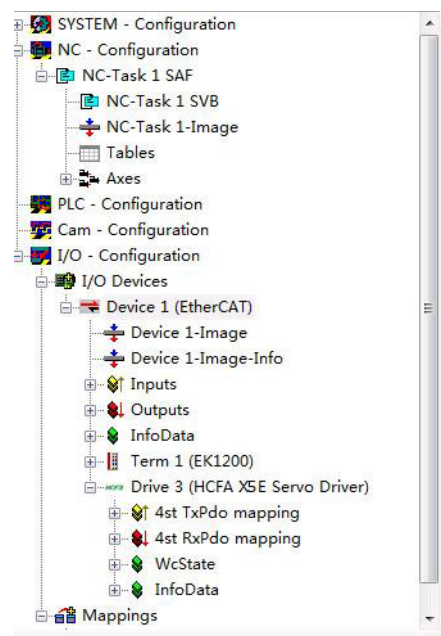 SYSTEM - Configuration
NC - Configuration
NC-Task 1 SAF
NC-Task 1 SVB
NC-Task 1-Image
Tables
Axes
PLC - Configuration
Cam - Configuration
I/O - Configuration
I/O Devices
Device 1 (EtherCAT)
Device 1-Image
Device 1-Image-Info
Inputs
Outputs
InfoData
Term 1 (EK1200)
Drive 3 (HCFA X5E Servo Driver)
4st TxPdo mapping
4st RxPdo mapping
WcState
InfoData
Mappings